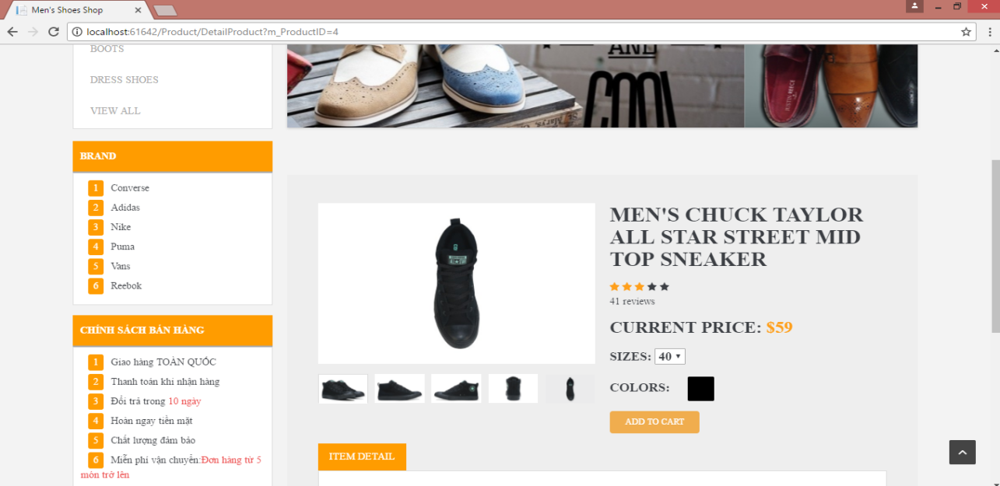 Men's Shoes Shop
localhost:61642/Product/DetailProduct?m_ProductID=4
BOOTS
DRESS SHOES
VIEW ALL
AND
COOL
BRAND
1 Converse
2 Adidas
3 Nike
4 Puma
5 Vans
6 Reebok
CHÍNH SÁCH BÁN HÀNG
1 Giao hàng TOÀN QUỐC
2 Thanh toán khi nhận hàng
3 Đổi trả trong 10 ngày
4 Hoàn ngay tiền mặt
5 Chất lượng đảm bảo
6 Miễn phí vận chuyển:Đơn hàng từ 5
món trở lên
MEN'S CHUCK TAYLOR
ALL STAR STREET MID
TOP SNEAKER
41 reviews
CURRENT PRICE: $59
SIZES: 40
COLORS:
ADD TO CART
ITEM DETAIL